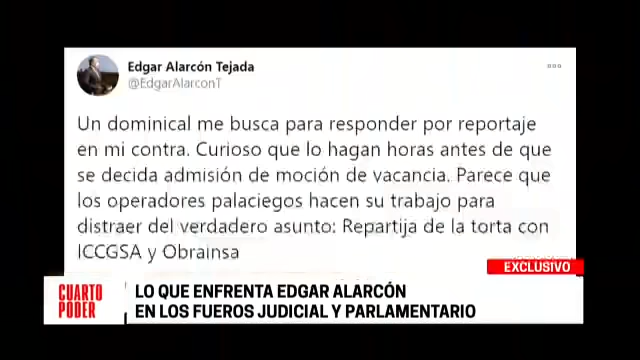 Edgar Alarcón Tejada
@EdgarAlarconT
Un dominical me busca para responder por reportaje
en mi contra. Curioso que lo hagan horas antes de que
se decida admisión de moción de vacancia. Parece que
los operadores palaciegos hacen su trabajo para
distraer del verdadero asunto: Repartija de la torta con
ICCGSA y Obrainsa
EXCLUSIVO
CUARTO
PODER
LO QUE ENFRENTA EDGAR ALARCÓN
EN LOS FUEROS JUDICIAL Y PARLAMENTARIO